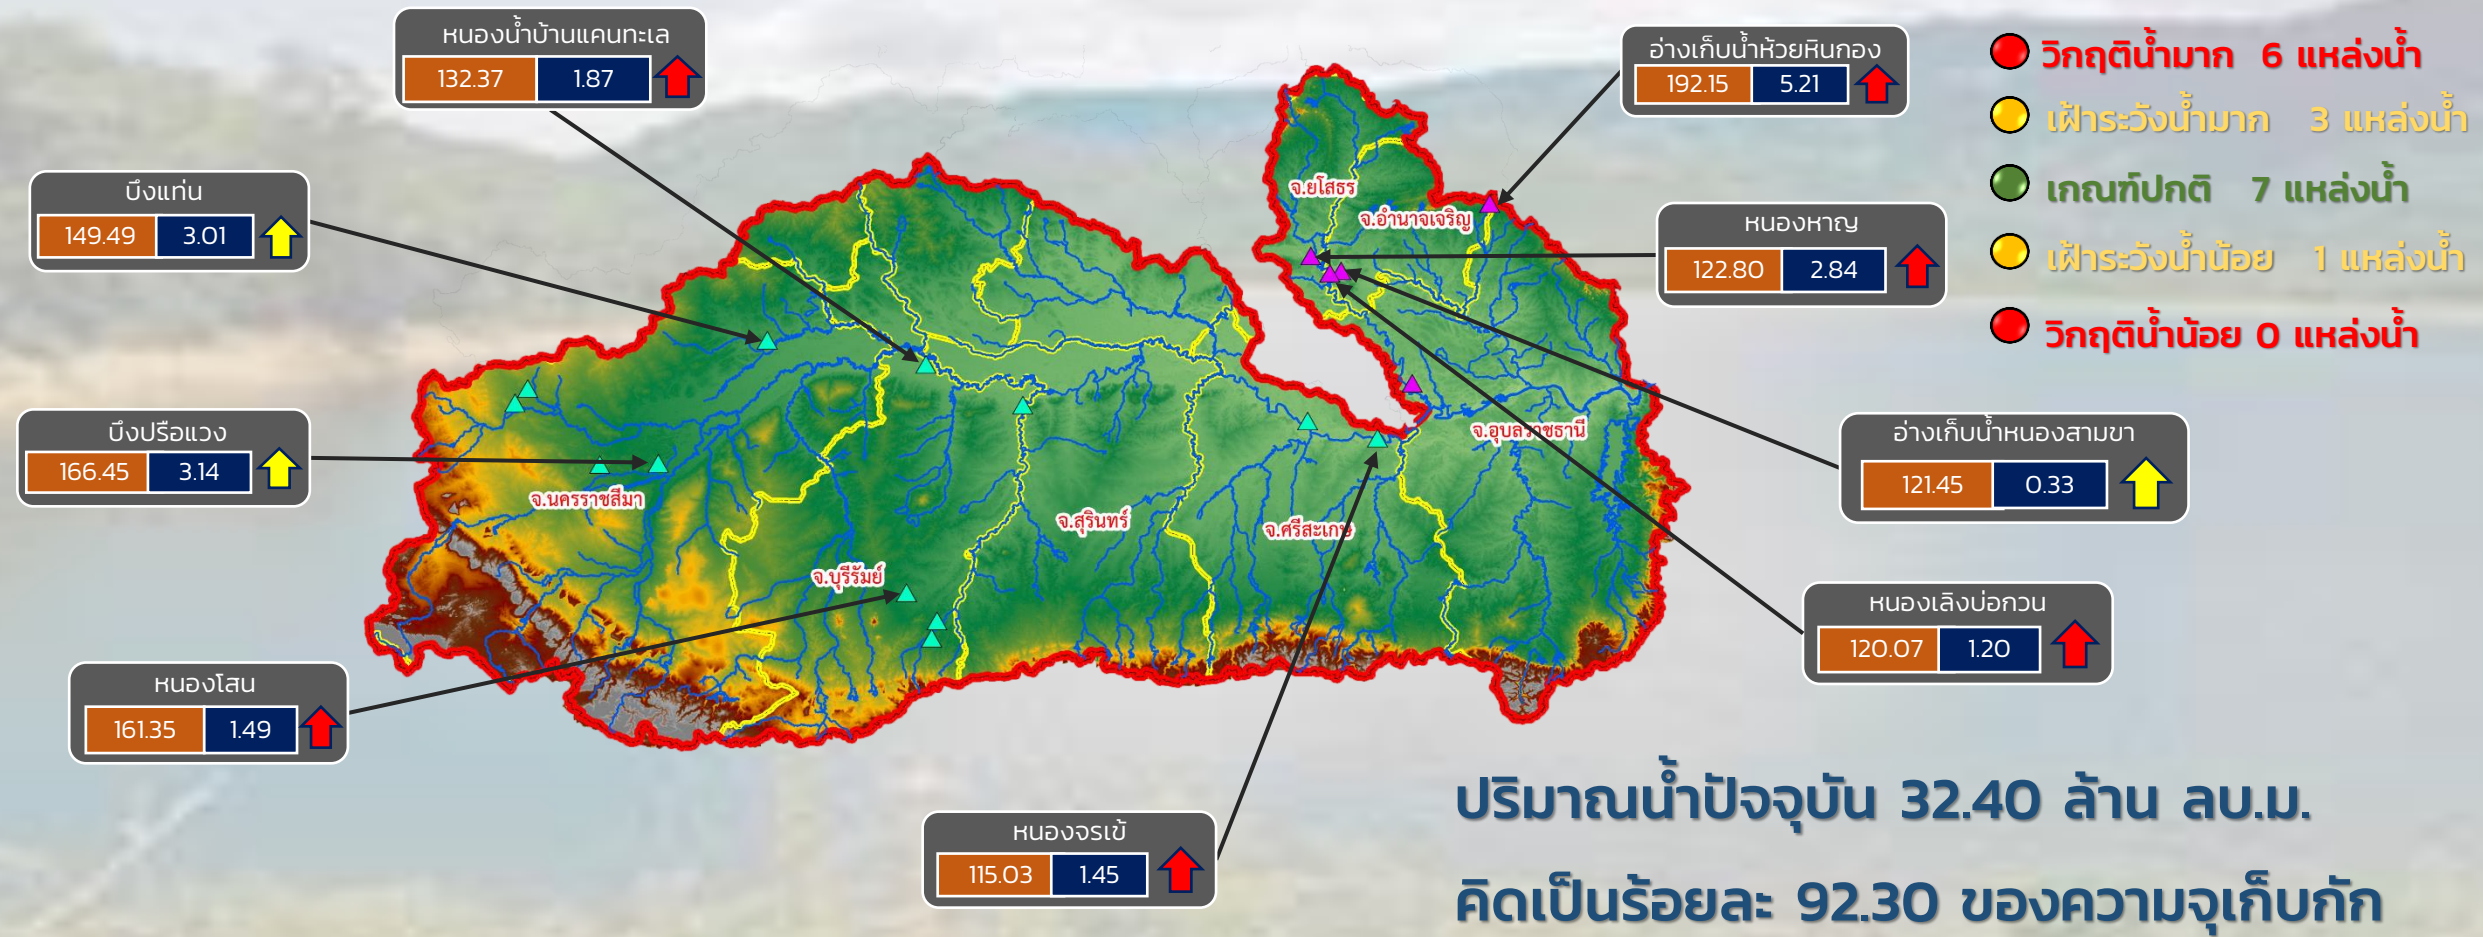 หนองน้ำบ้านแคนทะเล
132.37 1.87
อ่างเก็บน้ำห้วยหินกอง
192.15 5.21
วิกฤติน้ำมาก 6 แหล่งน้ำ
เฝ้าระวังน้ำมาก 3 แหล่งน้ำ
เกณฑ์ปกติ 7 แหล่งน้ำ
เฝ้าระวังน้ำน้อย 1 แหล่งน้ำ
วิกฤติน้ำน้อย 0 แหล่งน้ำ
บึงแท่น
149.49 3.01
จ.ยโสธร
จ.อำนาจเจริญ
หนองหาญ
122.80 2.84
บึงปรือแวง
166.45 3.14
จ.นครราชสีมา
จ.สุรินทร์
จ.ศรีสะเกษ
จ.อุบลราชธานี
จ.บุรีรัมย์
อ่างเก็บน้ำหนองสามขา
121.45 0.33
หนองเลิงบ่อกวน
120.07 1.20
หนองโสน
161.35 1.49
หนองจรเข้
115.03 1.45
ปริมาณน้ำปัจจุบัน 32.40 ล้าน ลบ.ม.
คิดเป็นร้อยละ 92.30 ของความจุเก็บกัก